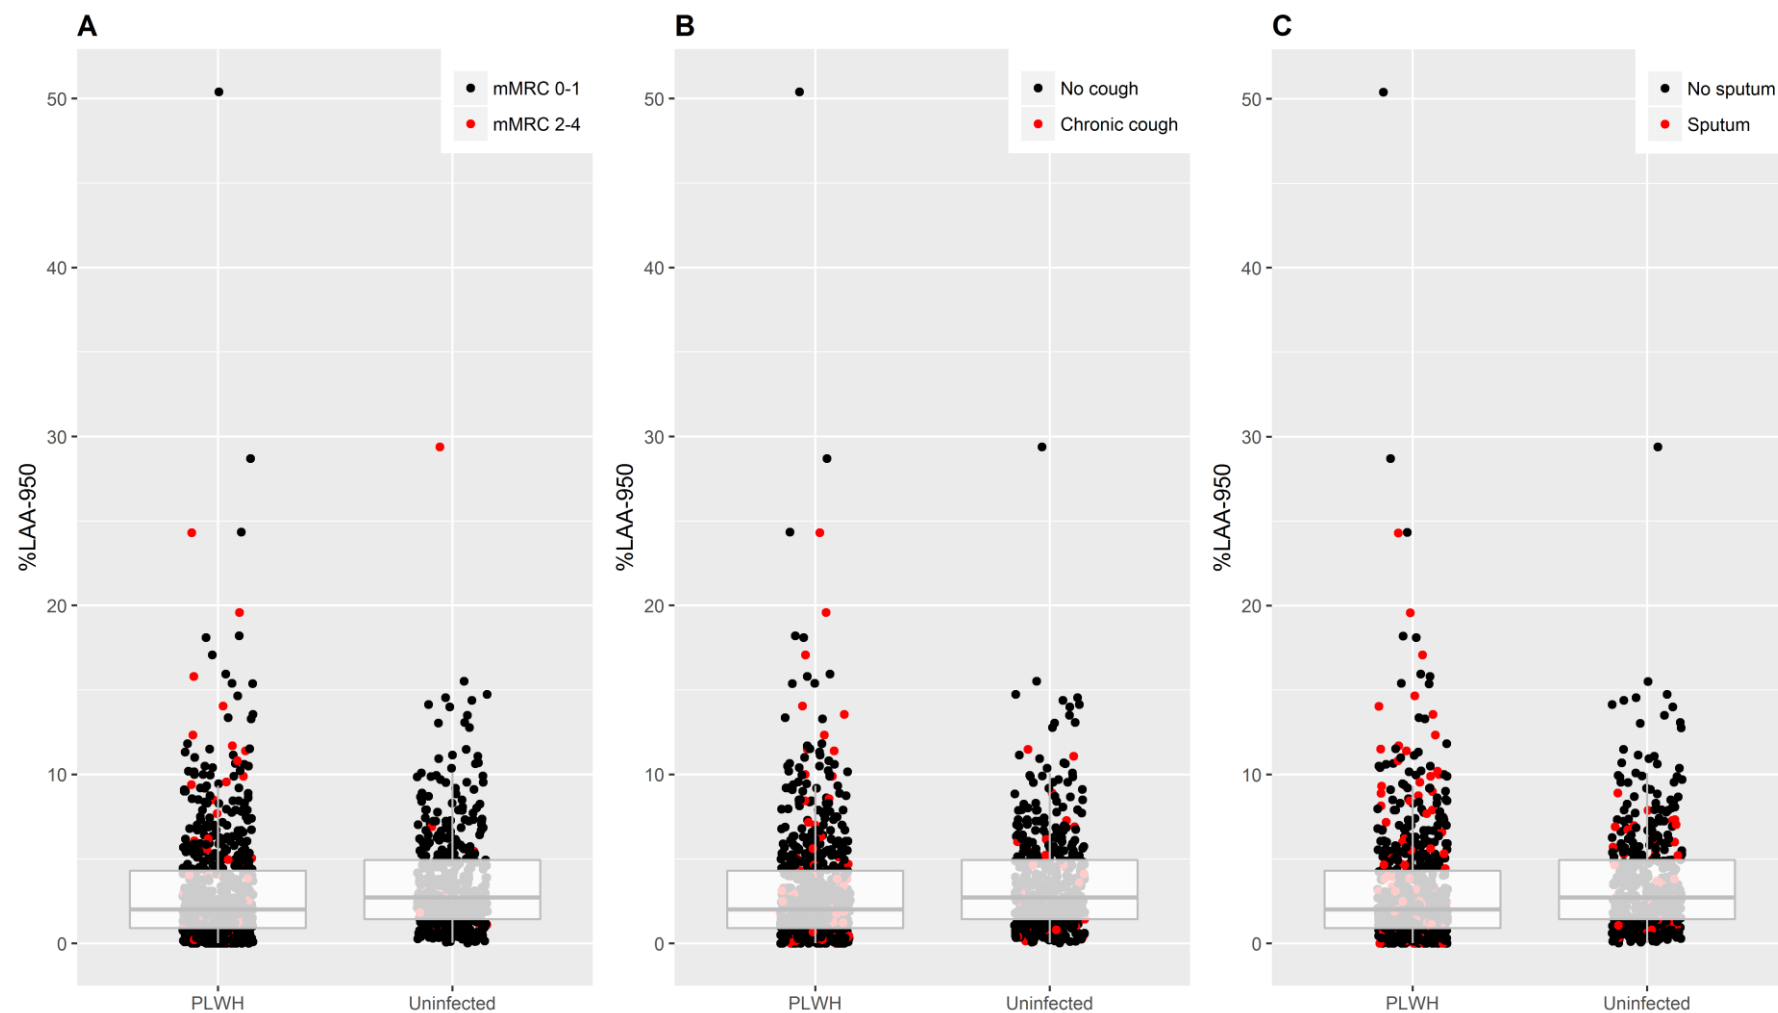 A
%LAA-950
50
40
30
20
10
0
mMRC 0-1
mMRC 2-4
PLWH
Uninfected
B
%LAA-950
50
40
30
20
10
0
No cough
Chronic cough
PLWH
Uninfected
C
%LAA-950
50
40
30
20
10
0
No sputum
Sputum
PLWH
Uninfected